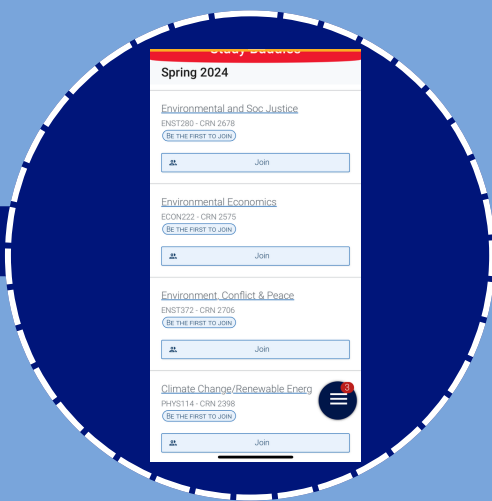 Study Buddies
Spring 2024
Environmental and Soc Justice
ENST280 - CRN 2678
BE THE FIRST TO JOIN
Join
Environmental Economics
ECON222 - CRN 2575
BE THE FIRST TO JOIN
Join
Environment, Conflict & Peace
ENST372 - CRN 2706
BE THE FIRST TO JOIN
Join
Climate Change/Renewable Energ
3
PHYS114 - CRN 2398
BE THE FIRST TO JOIN
Join